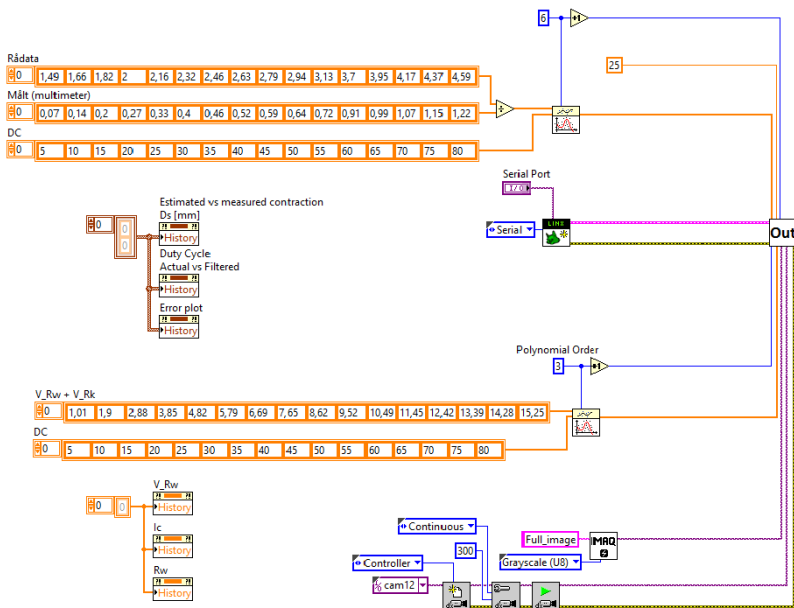 6
+1
25
Rådata
0 1,49 1,66 1,82 2 2,16 2,32 2,46 2,63 2,79 2,94 3,13 3,7 3,95 4,17 4,37 4,59
Målt (multimeter)
0 0,07 0,14 0,2 0,27 0,33 0,4 0,46 0,52 0,59 0,64 0,72 0,91 0,99 1,07 1,15 1,22
÷
DC
0 5 10 15 20 25 30 35 40 45 50 55 60 65 70 75 80
Serial Port
I/O
Estimated vs measured contraction
Ds [mm]
0 0
0
History
Serial
LINX
Out
Duty Cycle
Actual vs Filtered
History
Error plot
History
Polynomial Order
3
+1
V_Rw + V_Rk
0 1,01 1,9 2,88 3,85 4,82 5,79 6,69 7,65 8,62 9,52 10,49 11,45 12,42 13,39 14,28 15,25
DC
0 5 10 15 20 25 30 35 40 45 50 55 60 65 70 75 80
V_Rw
0 0
History
Ic
History
Rw
History
Continuous
Full_image
IMAQ
300
Controller
Grayscale (U8)
cam12